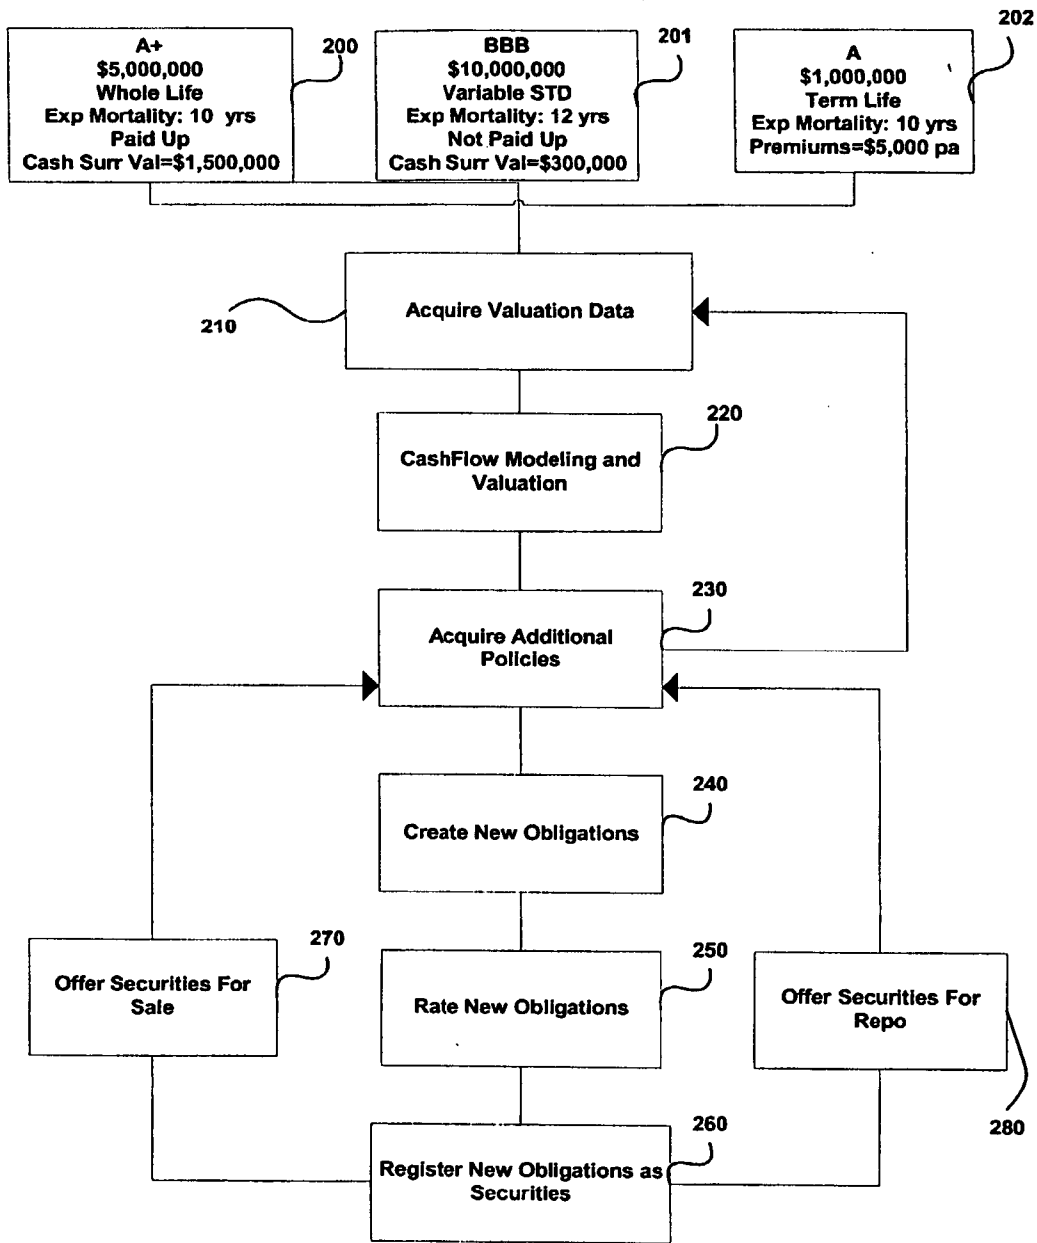 A+
$5,000,000
Whole Life
Exp Mortality: 10 yrs
Paid Up
Cash Surr Val=$1,500,000
200
BBB
$10,000,000
Variable STD
Exp Mortality: 12 yrs
Not Paid Up
Cash Surr Val=$300,000
201
A
$1,000,000
Term Life
Exp Mortality: 10 yrs
Premiums=$5,000 pa
202
Acquire Valuation Data
210
CashFlow Modeling and
Valuation
220
Acquire Additional
Policies
230
Create New Obligations
240
Offer Securities For
Sale
270
Rate New Obligations
250
Offer Securities For
Repo
280
Register New Obligations as
Securities
260